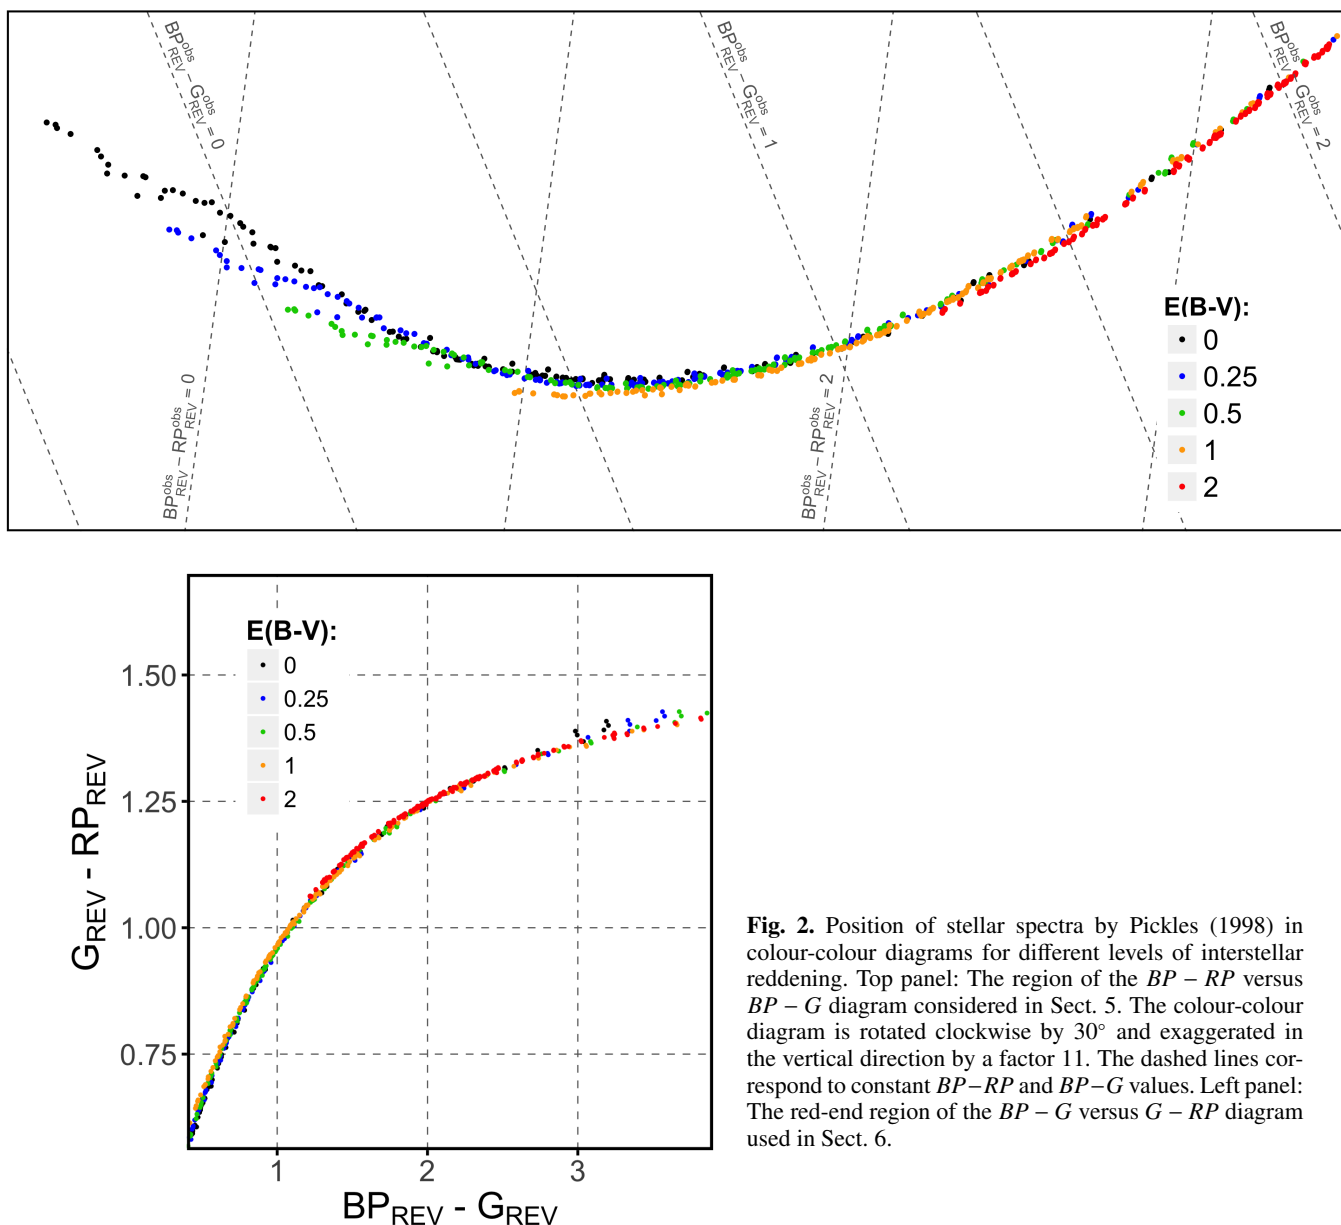 BP^obs_REV − G^obs_REV = 0
BP^obs_REV − G^obs_REV = 1
BP^obs_REV − G^obs_REV = 2
BP^obs_REV − RP^obs_REV = 0
BP^obs_REV − RP^obs_REV = 2
E(B-V):
0
0.25
0.5
1
2
E(B-V):
0
0.25
0.5
1
2
1.50
1.25
1.00
0.75
G_REV - RP_REV
1
2
3
BP_REV - G_REV
Fig. 2. Position of stellar spectra by Pickles (1998) in
colour-colour diagrams for different levels of interstellar
reddening. Top panel: The region of the BP − RP versus
BP − G diagram considered in Sect. 5. The colour-colour
diagram is rotated clockwise by 30° and exaggerated in
the vertical direction by a factor 11. The dashed lines cor-
respond to constant BP−RP and BP−G values. Left panel:
The red-end region of the BP − G versus G − RP diagram
used in Sect. 6.